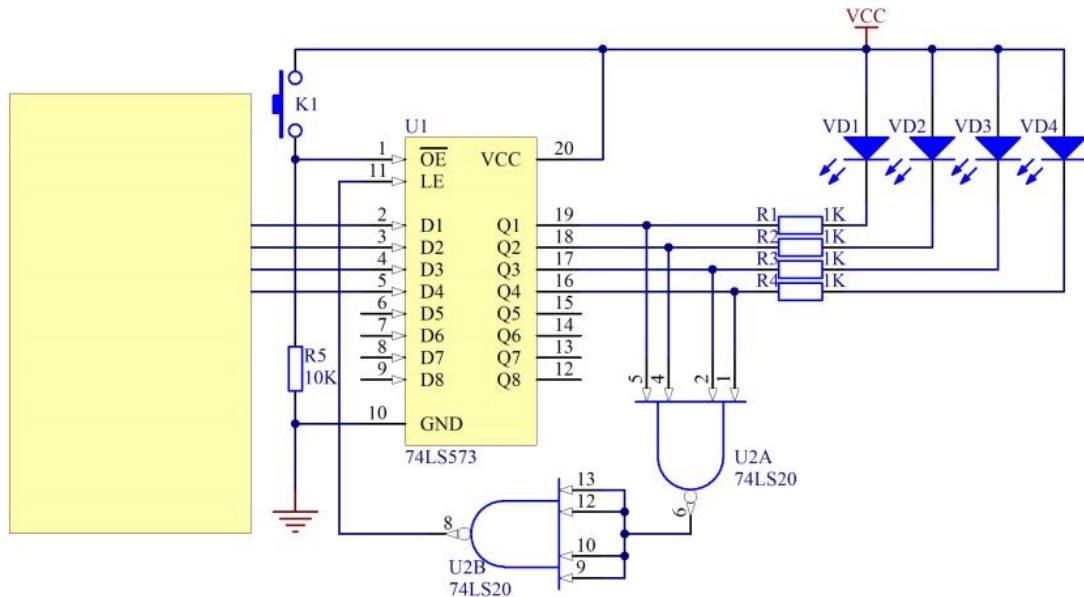 VCC
K1
U1
1 OE VCC 20
11 LE
2 D1 Q1 19
3 D2 Q2 18
4 D3 Q3 17
5 D4 Q4 16
6 D5 Q5 15
7 D6 Q6 14
8 D7 Q7 13
9 D8 Q8 12
10 GND
74LS573
VD1 VD2 VD3 VD4
R1 1K
R2 1K
R3 1K
R4 1K
R5
10K
5 4 2 1
U2A
74LS20
6
13
12
10
9
8
U2B
74LS20